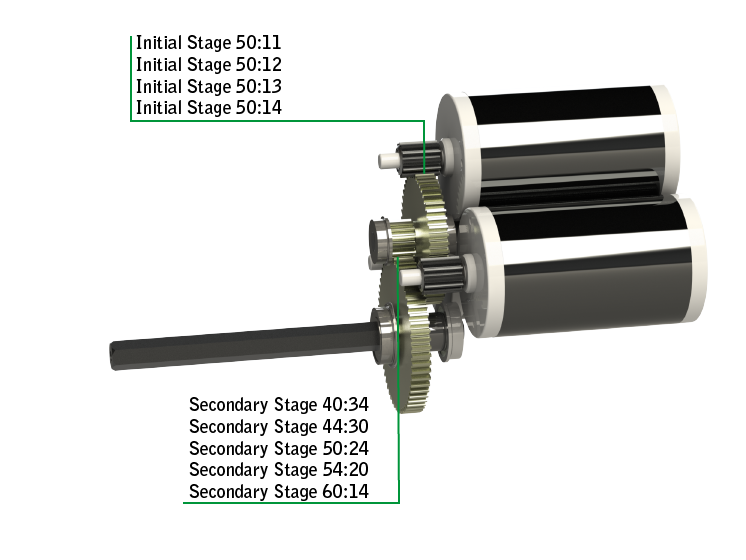 Initial Stage 50:11
Initial Stage 50:12
Initial Stage 50:13
Initial Stage 50:14
Secondary Stage 40:34
Secondary Stage 44:30
Secondary Stage 50:24
Secondary Stage 54:20
Secondary Stage 60:14